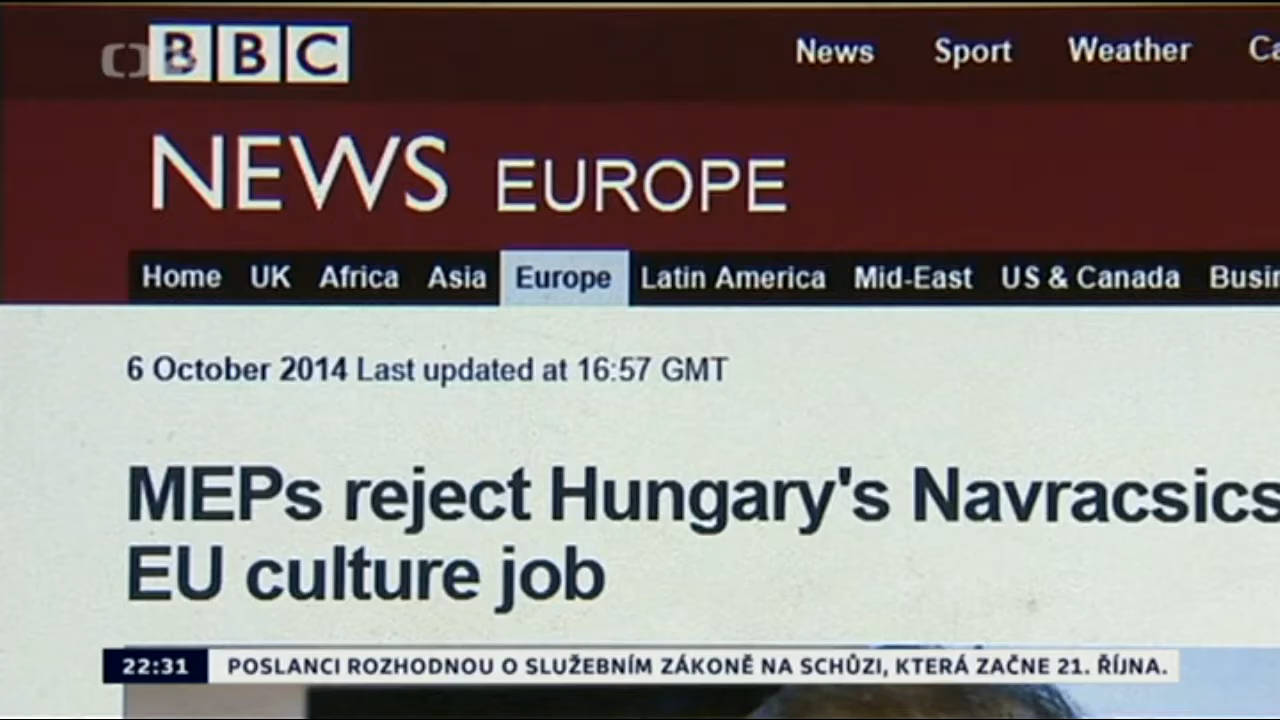 BBC
News Sport Weather
NEWS EUROPE
Home UK Africa Asia Europe Latin America Mid-East US & Canada
6 October 2014 Last updated at 16:57 GMT
MEPs reject Hungary's Navracsics
EU culture job
22:31 POSLANCI ROZHODNOU O SLUŽEBNÍM ZÁKONĚ NA SCHŮZI, KTERÁ ZAČNE 21. ŘÍJNA.